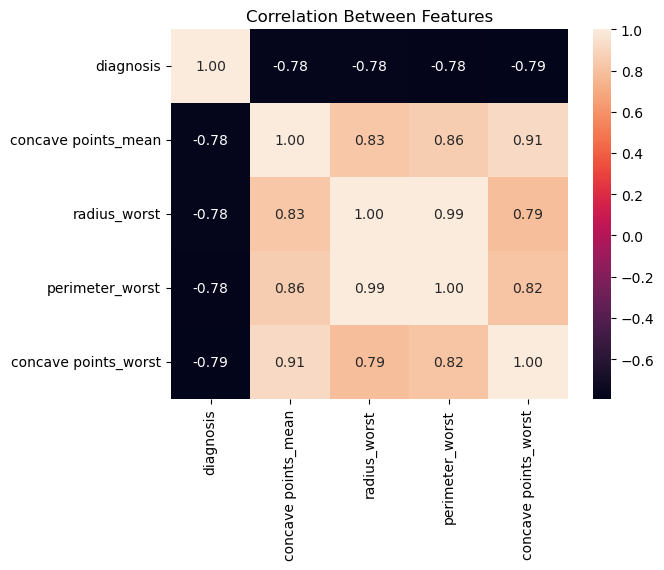 Correlation Between Features
diagnosis 1.00 -0.78 -0.78 -0.78 -0.79
concave points_mean -0.78 1.00 0.83 0.86 0.91
radius_worst -0.78 0.83 1.00 0.99 0.79
perimeter_worst -0.78 0.86 0.99 1.00 0.82
concave points_worst -0.79 0.91 0.79 0.82 1.00
diagnosis
concave points_mean
radius_worst
perimeter_worst
concave points_worst
1.0
0.8
0.6
0.4
0.2
0.0
−0.2
−0.4
−0.6